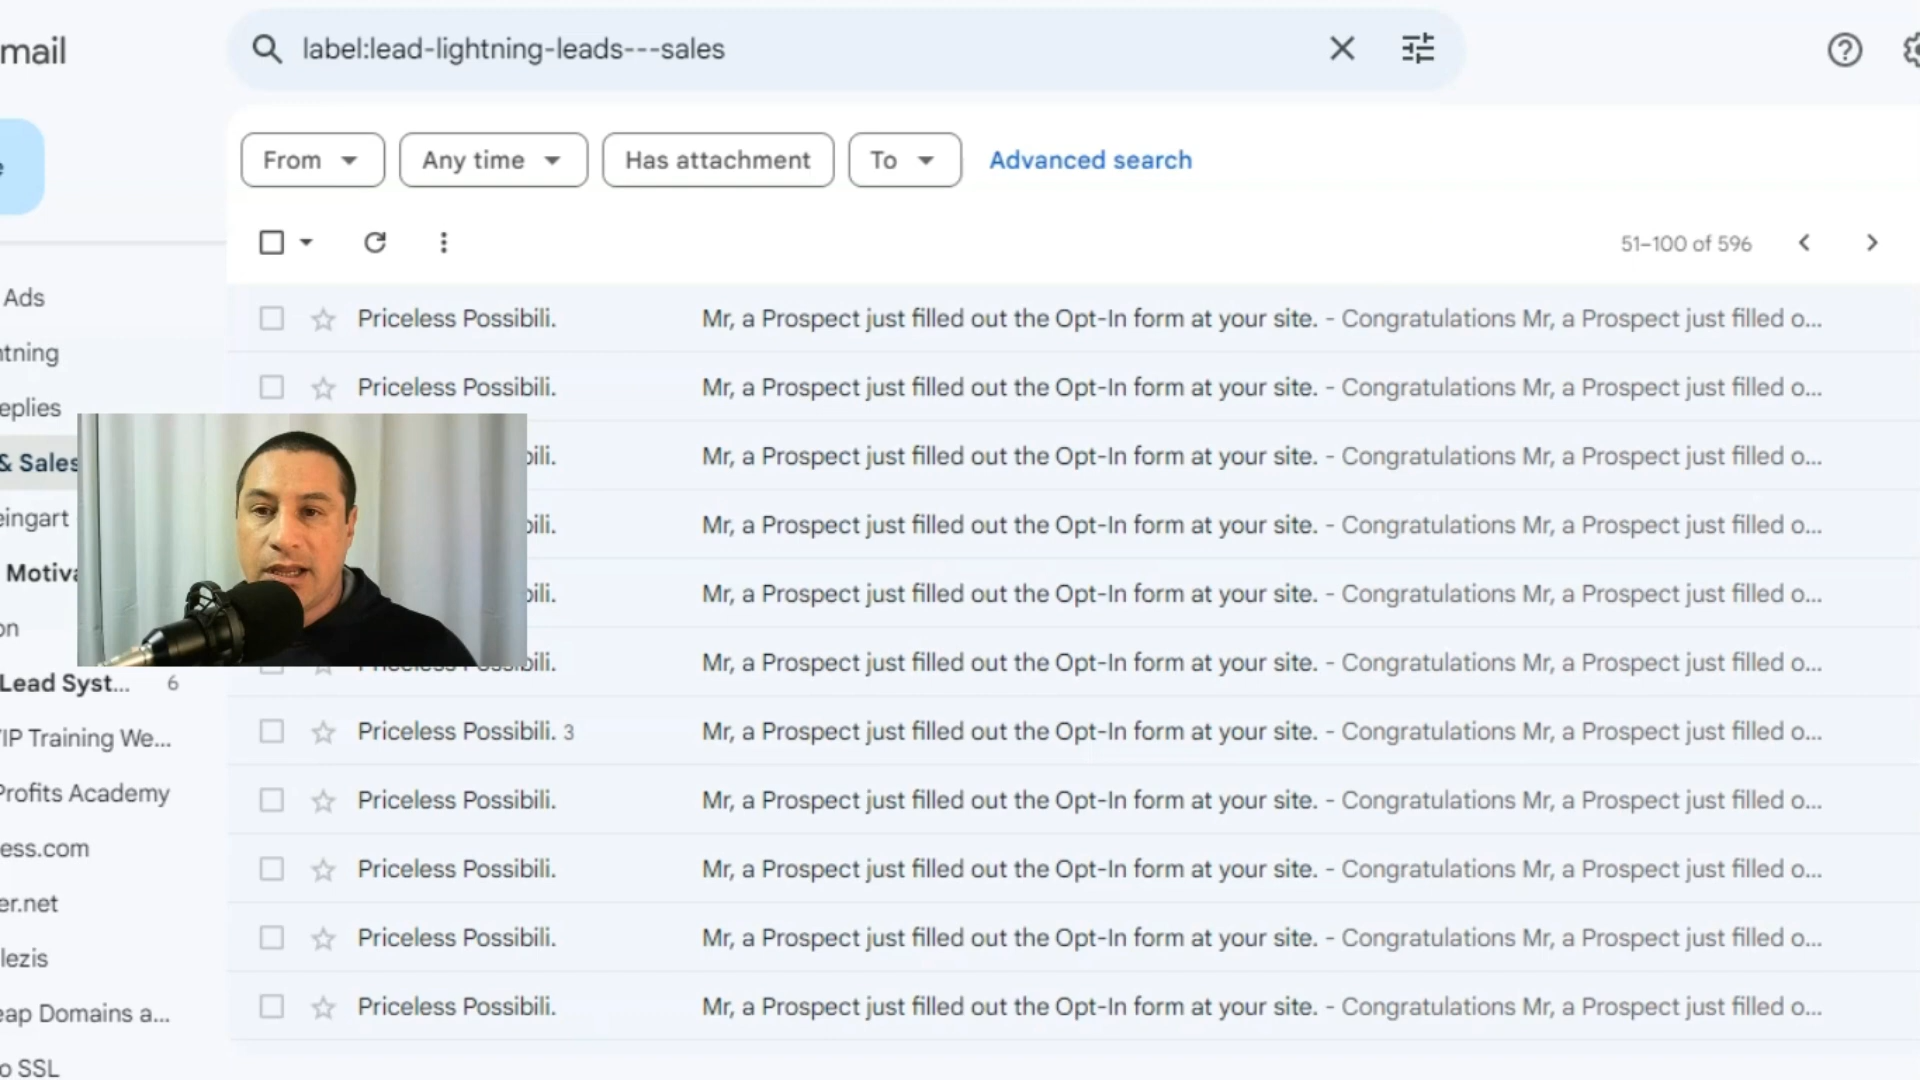 mail
label:lead-lightning-leads---sales
From
Any time
Has attachment
To
Advanced search
51–100 of 596
Ads
htning
eplies
& Sales
eingart
Motiva
on
Lead Syst... 6
IP Training We...
Profits Academy
ess.com
er.net
lezis
eap Domains a...
o SSL
Priceless Possibili. Mr, a Prospect just filled out the Opt-In form at your site. - Congratulations Mr, a Prospect just filled o...
Priceless Possibili. Mr, a Prospect just filled out the Opt-In form at your site. - Congratulations Mr, a Prospect just filled o...
bili. Mr, a Prospect just filled out the Opt-In form at your site. - Congratulations Mr, a Prospect just filled o...
bili. Mr, a Prospect just filled out the Opt-In form at your site. - Congratulations Mr, a Prospect just filled o...
bili. Mr, a Prospect just filled out the Opt-In form at your site. - Congratulations Mr, a Prospect just filled o...
Priceless Possibili. Mr, a Prospect just filled out the Opt-In form at your site. - Congratulations Mr, a Prospect just filled o...
Priceless Possibili. 3 Mr, a Prospect just filled out the Opt-In form at your site. - Congratulations Mr, a Prospect just filled o...
Priceless Possibili. Mr, a Prospect just filled out the Opt-In form at your site. - Congratulations Mr, a Prospect just filled o...
Priceless Possibili. Mr, a Prospect just filled out the Opt-In form at your site. - Congratulations Mr, a Prospect just filled o...
Priceless Possibili. Mr, a Prospect just filled out the Opt-In form at your site. - Congratulations Mr, a Prospect just filled o...
Priceless Possibili. Mr, a Prospect just filled out the Opt-In form at your site. - Congratulations Mr, a Prospect just filled o...